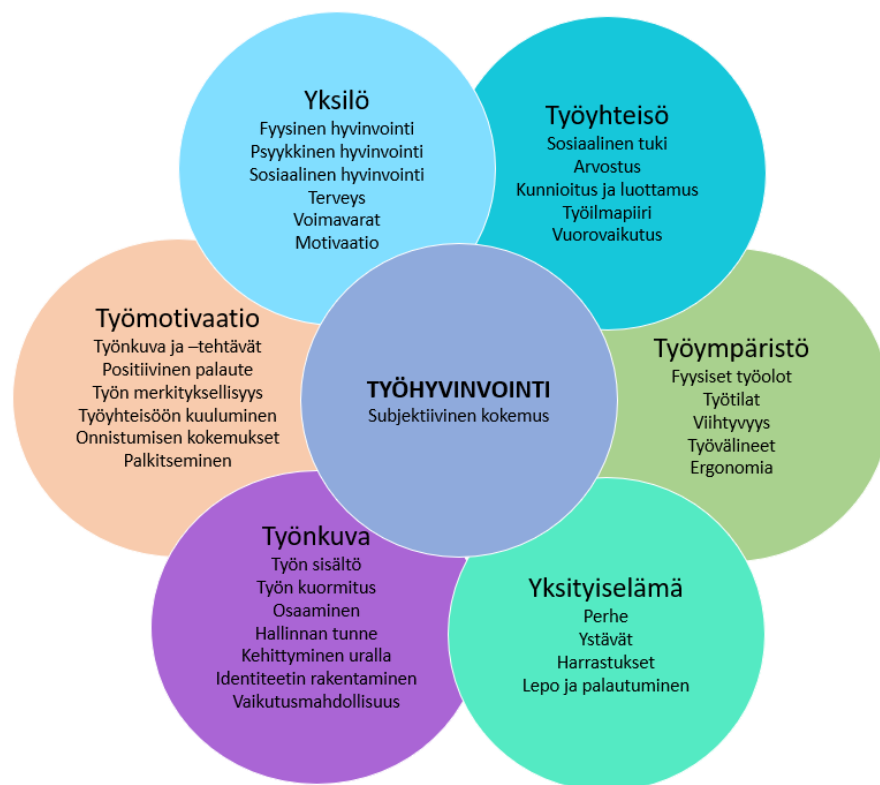 Yksilö
Fyysinen hyvinvointi
Psyykkinen hyvinvointi
Sosiaalinen hyvinvointi
Terveys
Voimavarat
Motivaatio
Työyhteisö
Sosiaalinen tuki
Arvostus
Kunnioitus ja luottamus
Työilmapiiri
Vuorovaikutus
Työmotivaatio
Työnkuva ja –tehtävät
Positiivinen palaute
Työn merkityksellisyys
Työyhteisöön kuuluminen
Onnistumisen kokemukset
Palkitseminen
TYÖHYVINVOINTI
Subjektiivinen kokemus
Työympäristö
Fyysiset työolot
Työtilat
Viihtyvyys
Työvälineet
Ergonomia
Työnkuva
Työn sisältö
Työn kuormitus
Osaaminen
Hallinnan tunne
Kehittyminen uralla
Identiteetin rakentaminen
Vaikutusmahdollisuus
Yksityiselämä
Perhe
Ystävät
Harrastukset
Lepo ja palautuminen